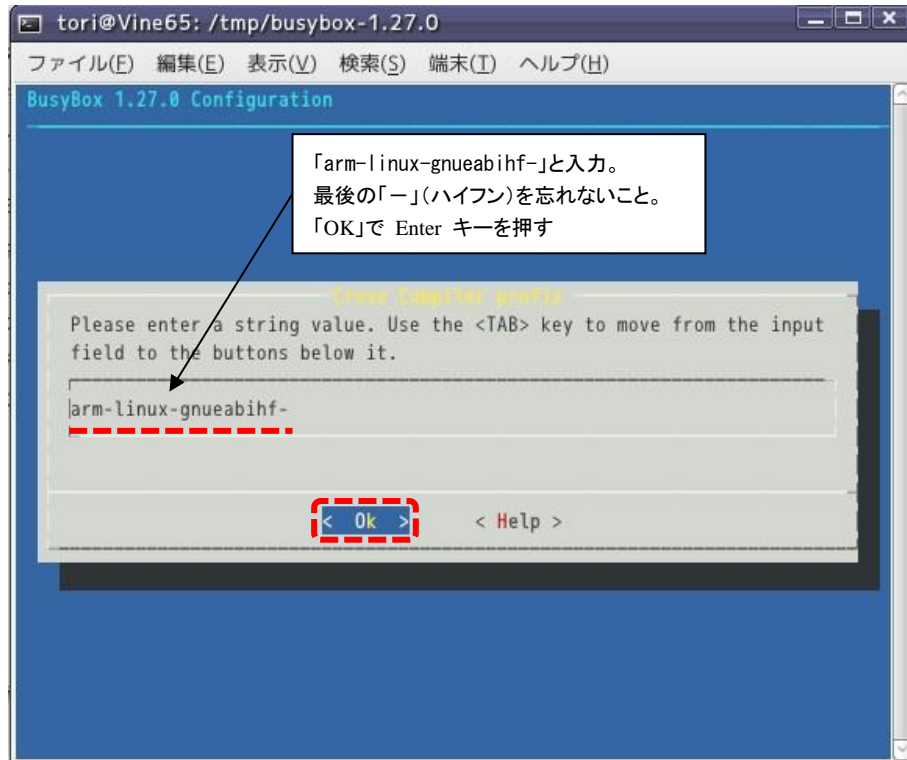 tori@Vine65: /tmp/busybox-1.27.0
ファイル(F) 編集(E) 表示(V) 検索(S) 端末(T) ヘルプ(H)
BusyBox 1.27.0 Configuration
「arm-linux-gnueabihf-」と入力。
最後の「－」(ハイフン)を忘れないこと。
「OK」で Enter キーを押す
Cross Compiler prefix
Please enter a string value. Use the <TAB> key to move from the input
field to the buttons below it.
arm-linux-gnueabihf-
< Ok > < Help >